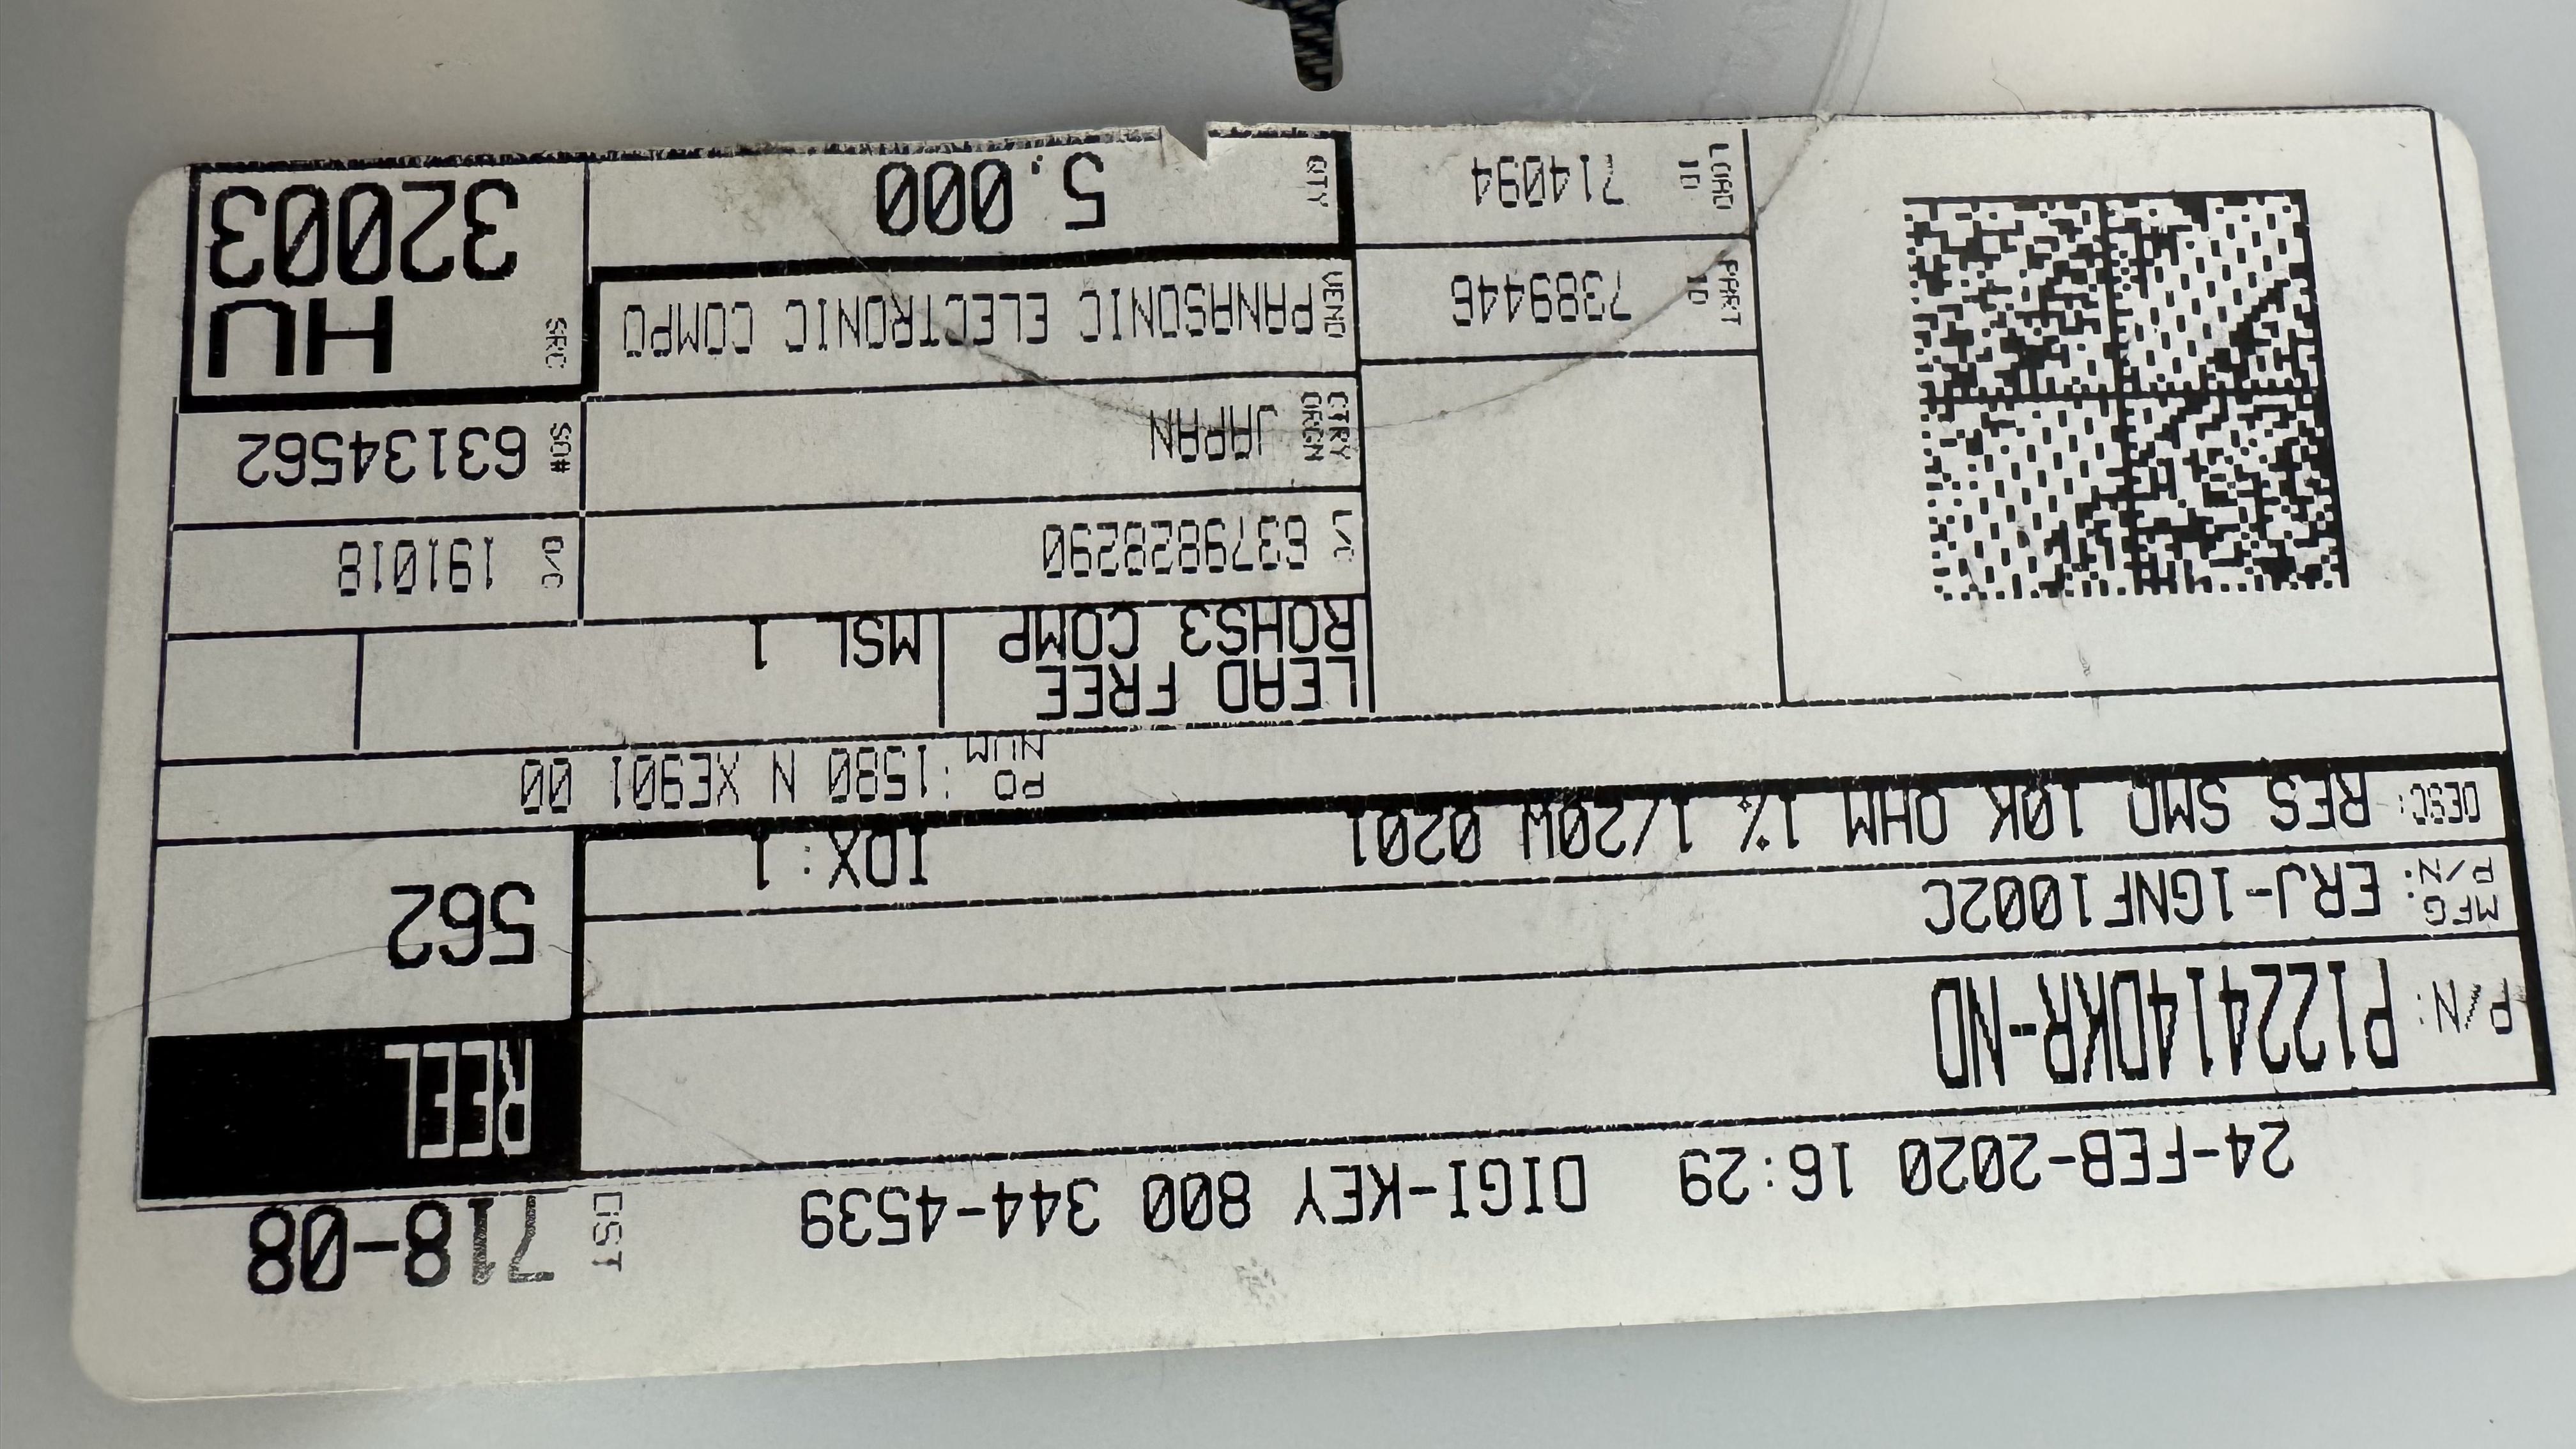 24-FEB-2020 16:29 DIGI-KEY 800 344-4539
CUST
718-08
P/N: P122414DKR-ND
REEL
MFG P/N: ERJ-1GNF1002C
562
DESC: RES SMD 10K OHM 1% 1/20W 0201
IDX:1
PO NUM :1580 N XE901 00
LEAD FREE
ROHS3 COMP
MSL 1
L/C 6379828290
D/C 191018
CTRY ORGN JAPAN
SO# 63134562
PART ID 7389446
VEND PANASONIC ELECTRONIC COMPO
SRC HU
32003
LOAD ID 714094
QTY 5,000